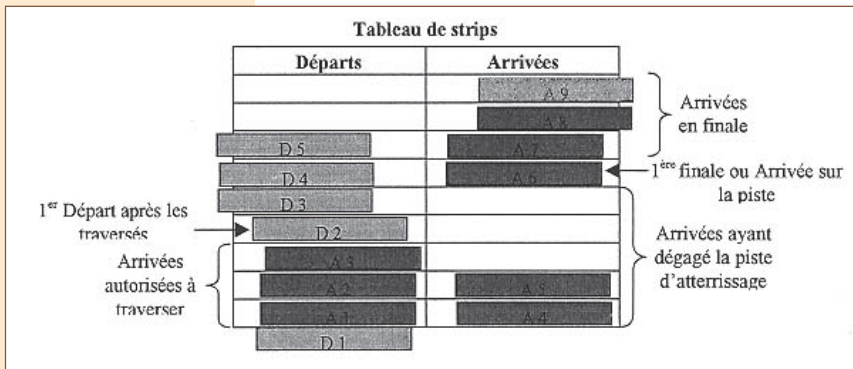 Tableau de strips
Départs Arrivées
A 9
A 8
Arrivées
en finale
D 5 A 7
D 4 A 6
1ère finale ou Arrivée sur
la piste
D 3
1er Départ après les
traversés
D 2
Arrivées
autorisées à
traverser
A 3
A 2 A 5
A 1 A 4
Arrivées ayant
dégagé la piste
d'atterrissage
D 1